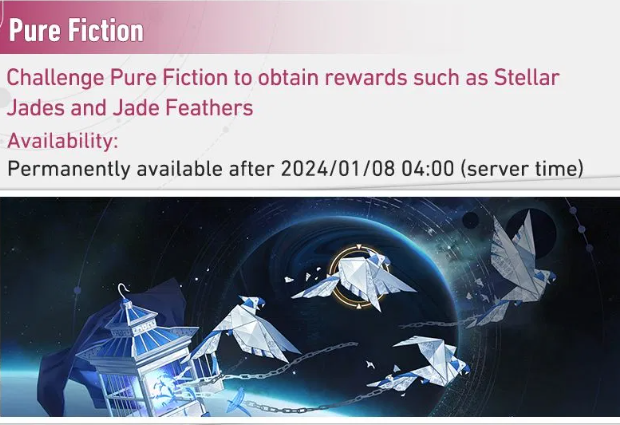 Pure Fiction
Challenge Pure Fiction to obtain rewards such as Stellar
Jades and Jade Feathers
Availability:
Permanently available after 2024/01/08 04:00 (server time)